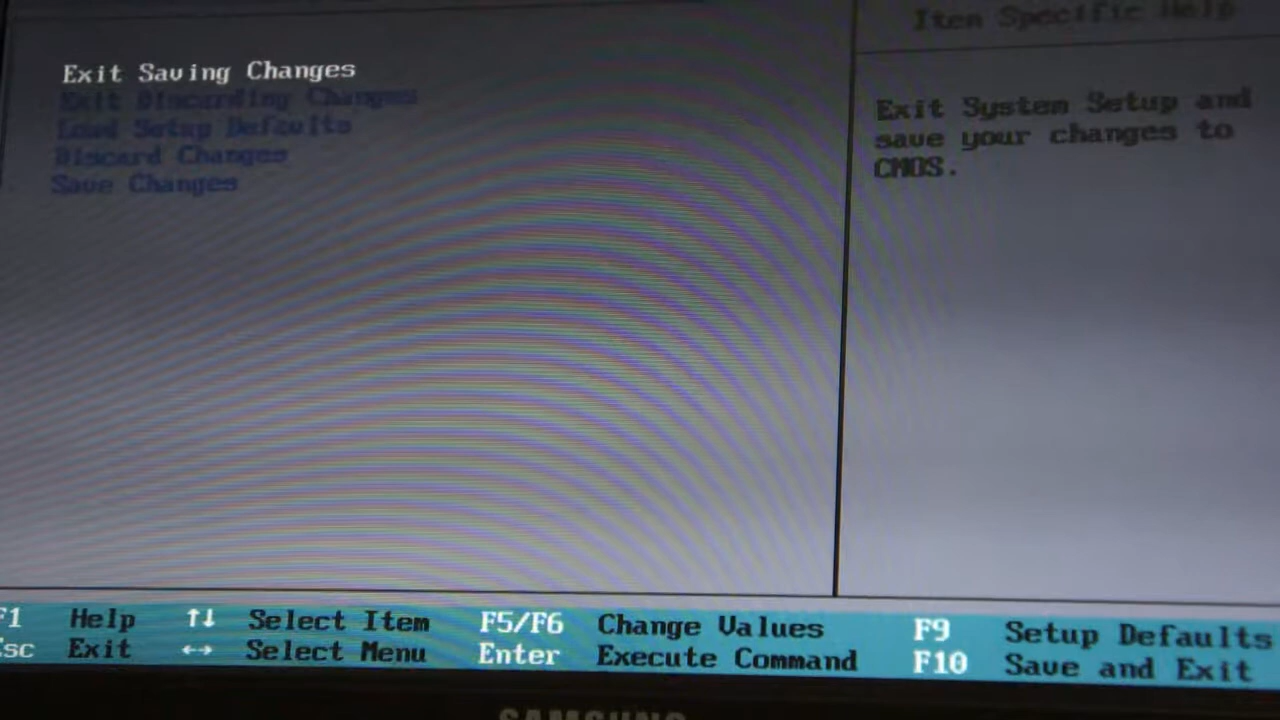 Item Specific Help
Exit Saving Changes
Exit Discarding Changes
Load Setup Defaults
Discard Changes
Save Changes
Exit System Setup and
save your changes to
CMOS.
F1 Help ↑↓ Select Item F5/F6 Change Values F9 Setup Defaults
Esc Exit ↔ Select Menu Enter Execute Command F10 Save and Exit
SAMSUNG